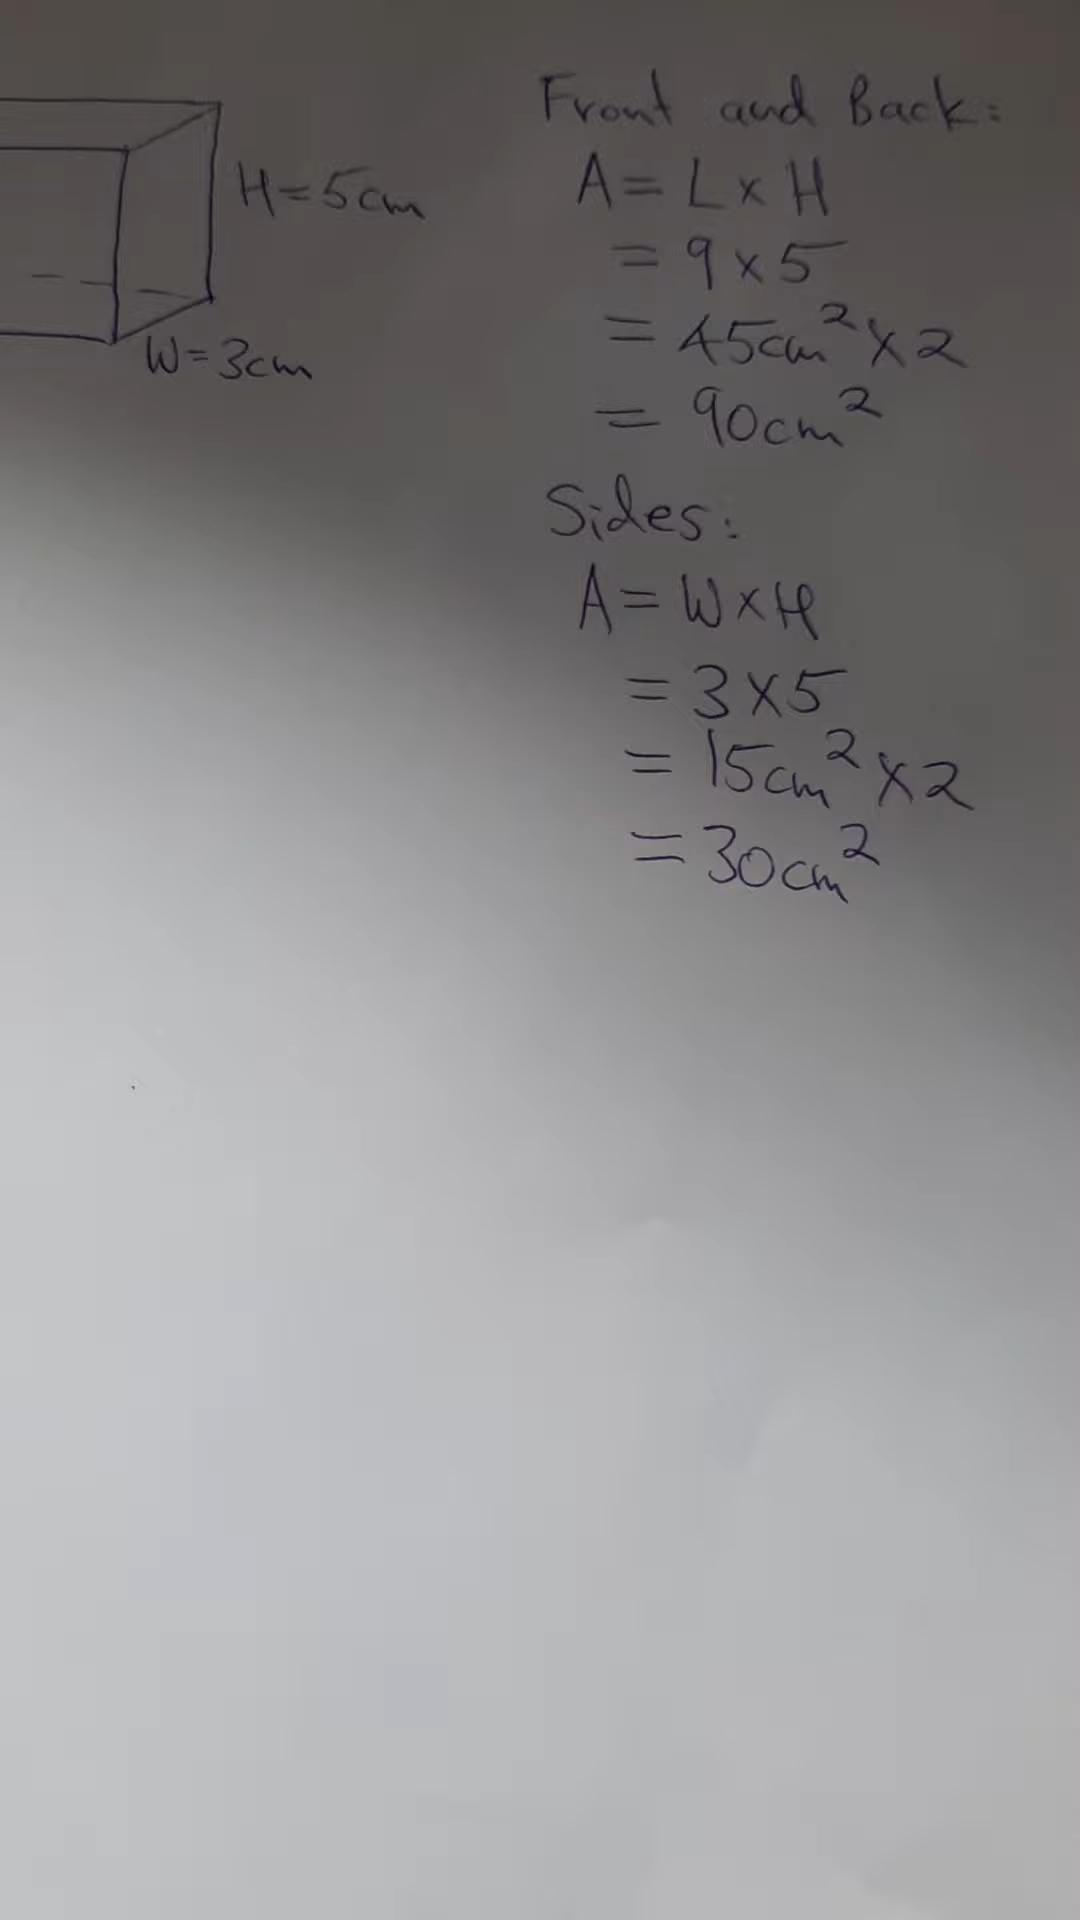 H=5cm
W=3cm
Front and Back:
A=L×H
=9×5
=45cm²×2
=90cm²
Sides:
A=W×H
=3×5
=15cm²×2
=30cm²